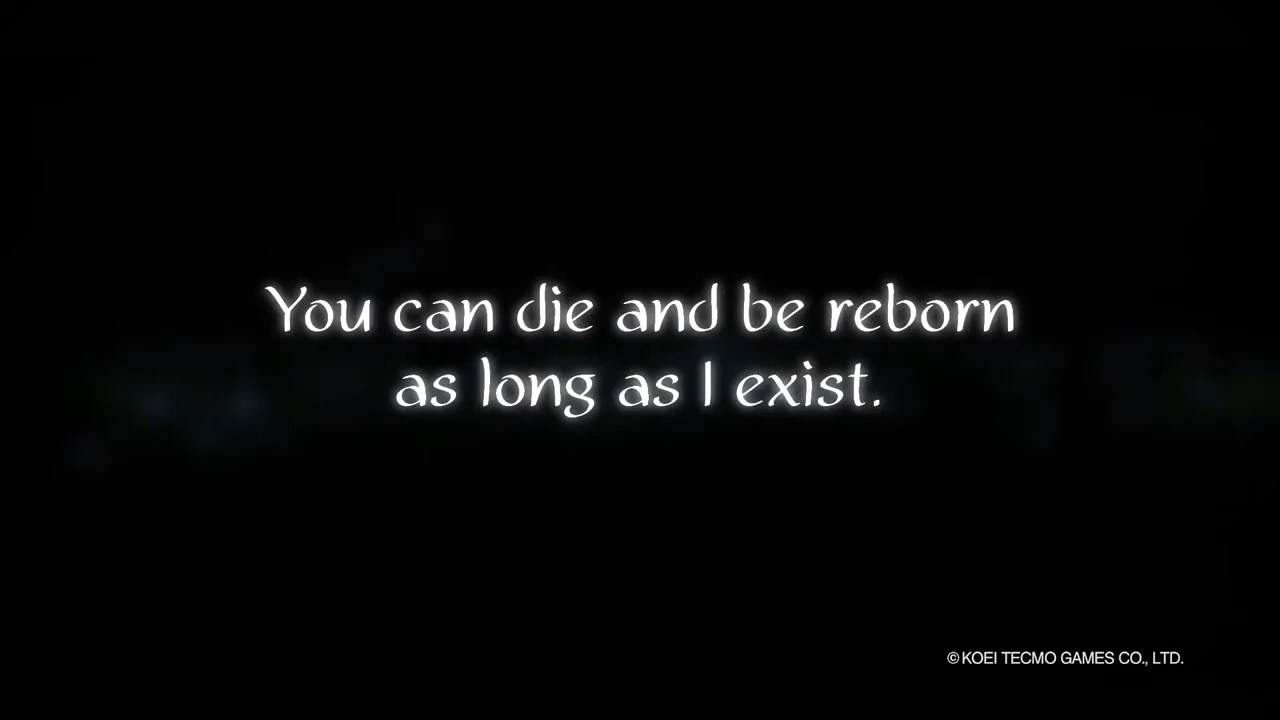 You can die and be reborn
as long as I exist.
© KOEI TECMO GAMES CO., LTD.